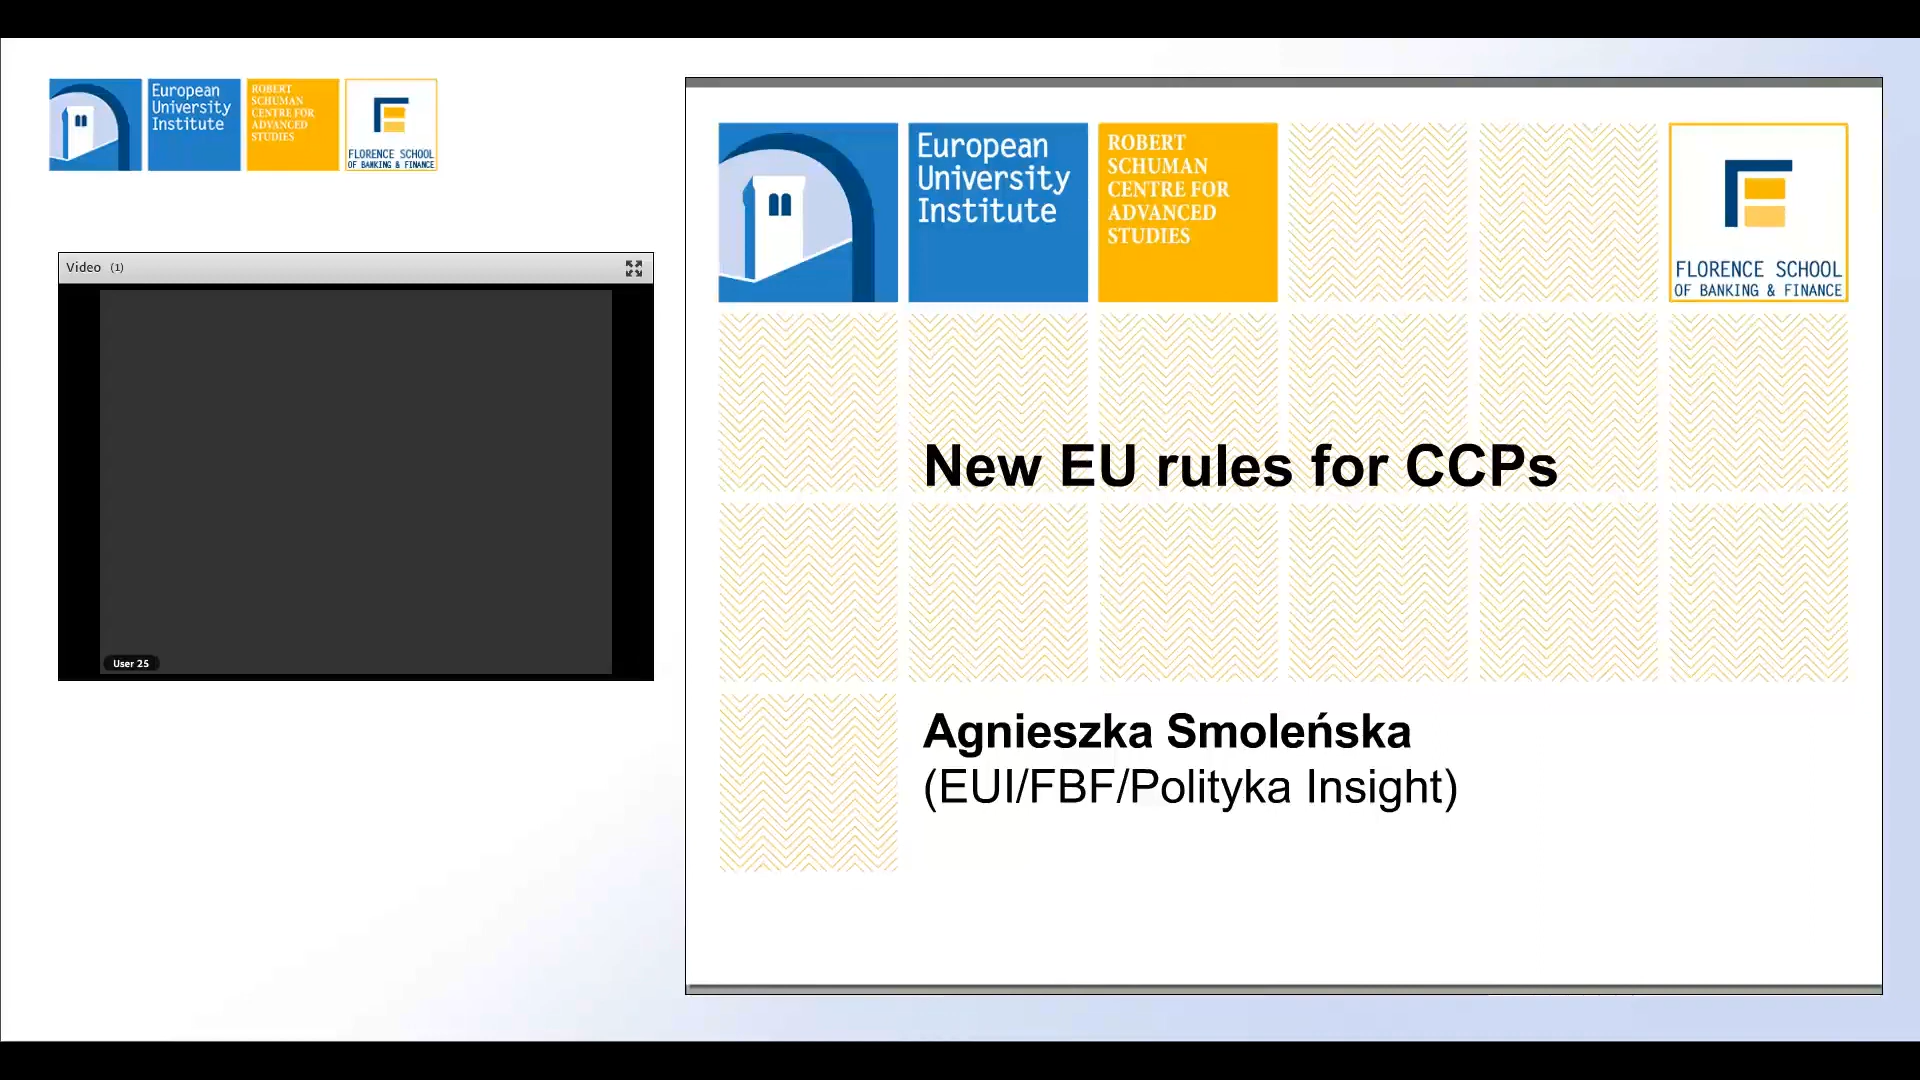 European
University
Institute
ROBERT
SCHUMAN
CENTRE FOR
ADVANCED
STUDIES
FLORENCE SCHOOL
OF BANKING & FINANCE
Video (1)
User 25
European
University
Institute
ROBERT
SCHUMAN
CENTRE FOR
ADVANCED
STUDIES
FLORENCE SCHOOL
OF BANKING & FINANCE
New EU rules for CCPs
Agnieszka Smoleńska
(EUI/FBF/Polityka Insight)